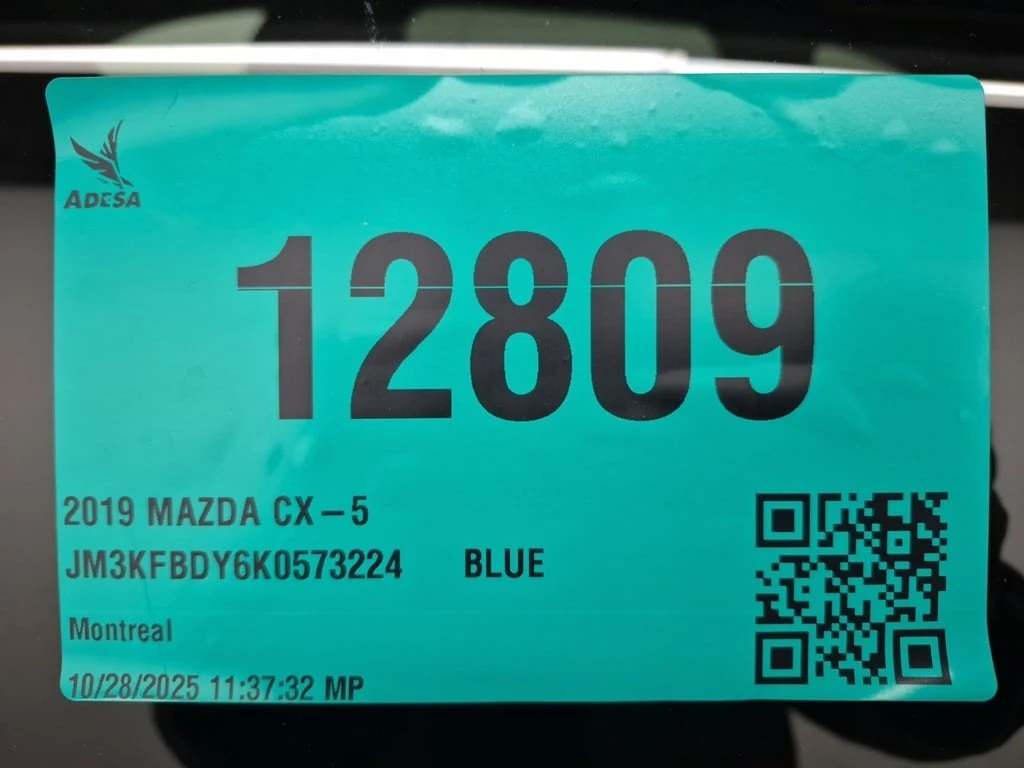 ADESA
12809
2019 MAZDA CX-5
JM3KFBDY6K0573224 BLUE
Montreal
10/28/2025 11:37:32 MP